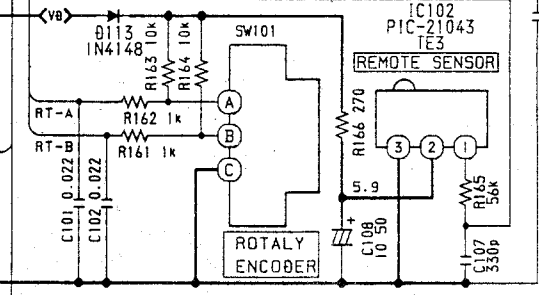 V8
D113
1N4148
R163 10k
R164 10k
SW101
IC102
PIC-21043
TE3
REMOTE SENSOR
RT-A
R162 1k
A
RT-B
R161 1k
B
C
R166 270
3
2
1
R165
56k
5.9
C101 0.022
C102 0.022
ROTALY
ENCODER
+
C108
10 50
C107
330p